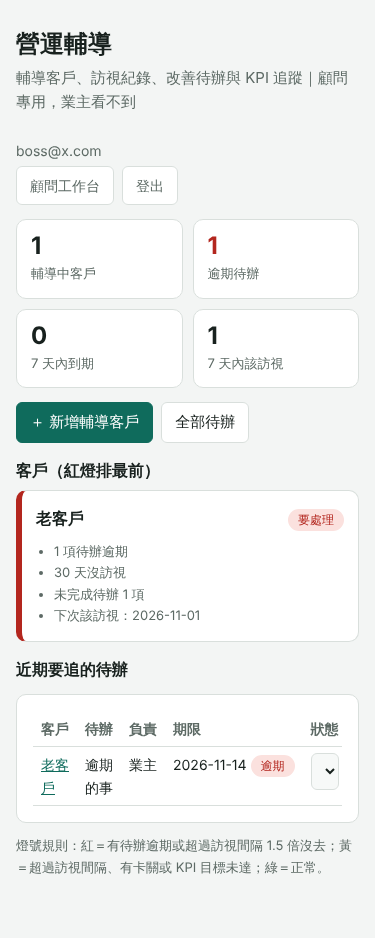 營運輔導
輔導客戶、訪視紀錄、改善待辦與 KPI 追蹤｜顧問
專用，業主看不到
boss@x.com
顧問工作台 登出
1 1
輔導中客戶 逾期待辦
0 1
7 天內到期 7 天內該訪視
＋ 新增輔導客戶 全部待辦
客戶（紅燈排最前）
老客戶 要處理
• 1 項待辦逾期
• 30 天沒訪視
• 未完成待辦 1 項
• 下次該訪視：2026-11-01
近期要追的待辦
客戶 待辦 負責 期限 狀態
老客 逾期 業主 2026-11-14 逾期
戶 的事
燈號規則：紅＝有待辦逾期或超過訪視間隔 1.5 倍沒去；黃
＝超過訪視間隔、有卡關或 KPI 目標未達；綠＝正常。